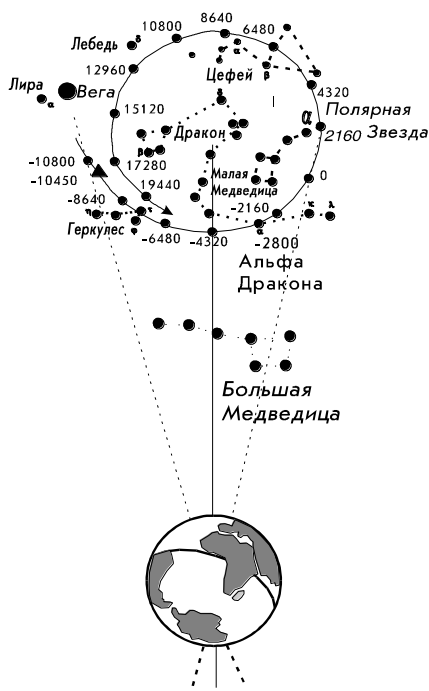 8640
10800
6480
Лебедь δ
α
β
Цефей
12960
Лира
α
Вега
4320
δ
15120
α Полярная
Звезда
2160
Дракон
β
-10800
17280
Малая
Медведица
0
-10450
19440
-8640
-2160
κ λ
η
τ
φ
Геркулес
-6480
-4320
α
-2800
Альфа
Дракона
Большая
Медведица